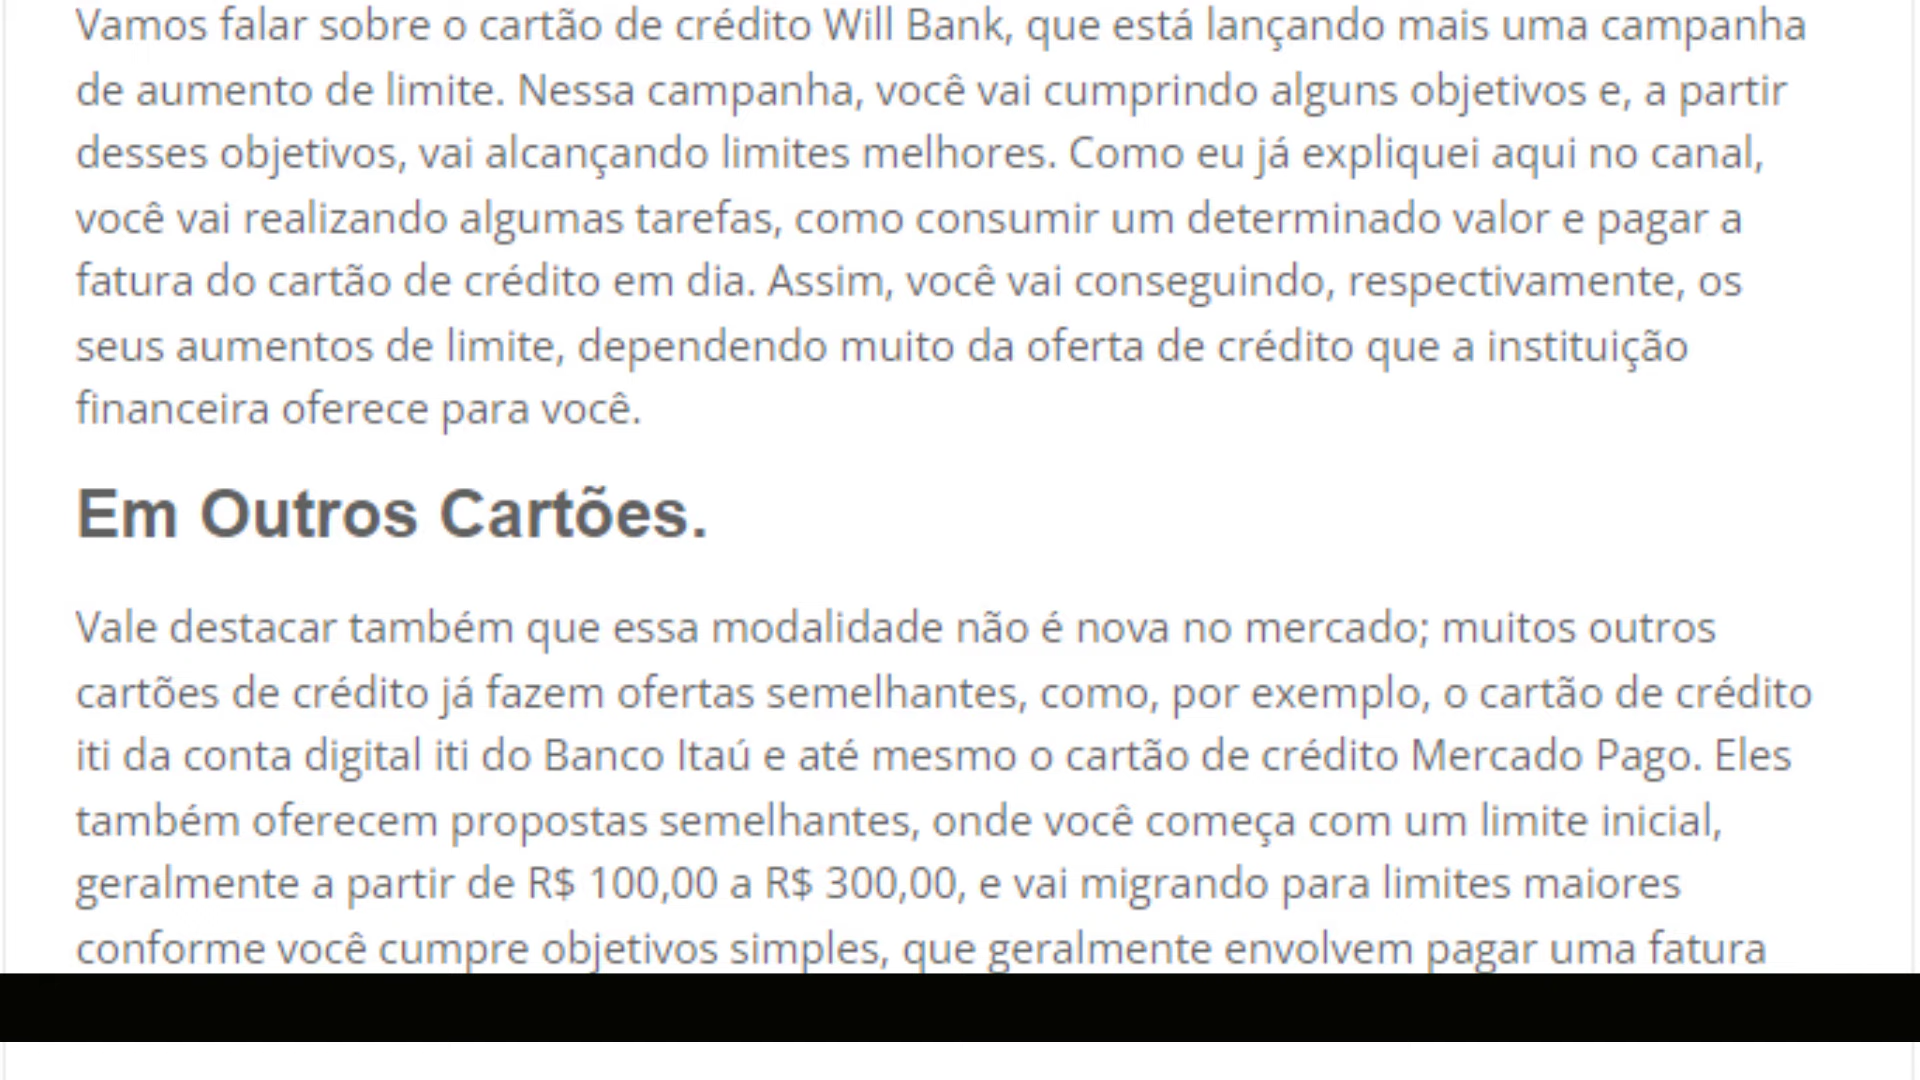 Vamos falar sobre o cartão de crédito Will Bank, que está lançando mais uma campanha
de aumento de limite. Nessa campanha, você vai cumprindo alguns objetivos e, a partir
desses objetivos, vai alcançando limites melhores. Como eu já expliquei aqui no canal,
você vai realizando algumas tarefas, como consumir um determinado valor e pagar a
fatura do cartão de crédito em dia. Assim, você vai conseguindo, respectivamente, os
seus aumentos de limite, dependendo muito da oferta de crédito que a instituição
financeira oferece para você.
Em Outros Cartões.
Vale destacar também que essa modalidade não é nova no mercado; muitos outros
cartões de crédito já fazem ofertas semelhantes, como, por exemplo, o cartão de crédito
iti da conta digital iti do Banco Itaú e até mesmo o cartão de crédito Mercado Pago. Eles
também oferecem propostas semelhantes, onde você começa com um limite inicial,
geralmente a partir de R$ 100,00 a R$ 300,00, e vai migrando para limites maiores
conforme você cumpre objetivos simples, que geralmente envolvem pagar uma fatura